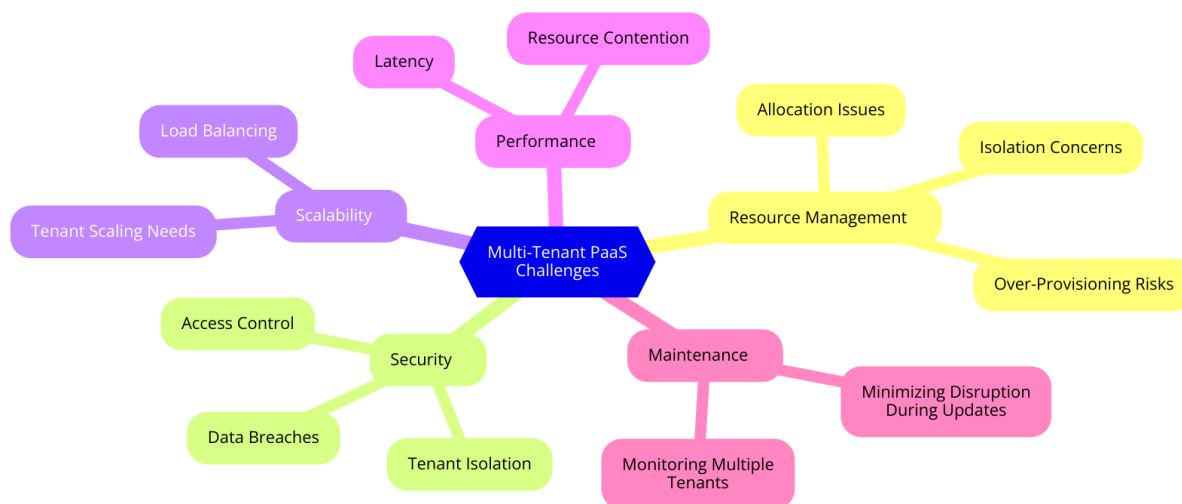 Resource Contention
Latency
Performance
Allocation Issues
Isolation Concerns
Resource Management
Over-Provisioning Risks
Load Balancing
Scalability
Tenant Scaling Needs
Multi-Tenant PaaS
Challenges
Access Control
Security
Data Breaches
Tenant Isolation
Maintenance
Minimizing Disruption
During Updates
Monitoring Multiple
Tenants